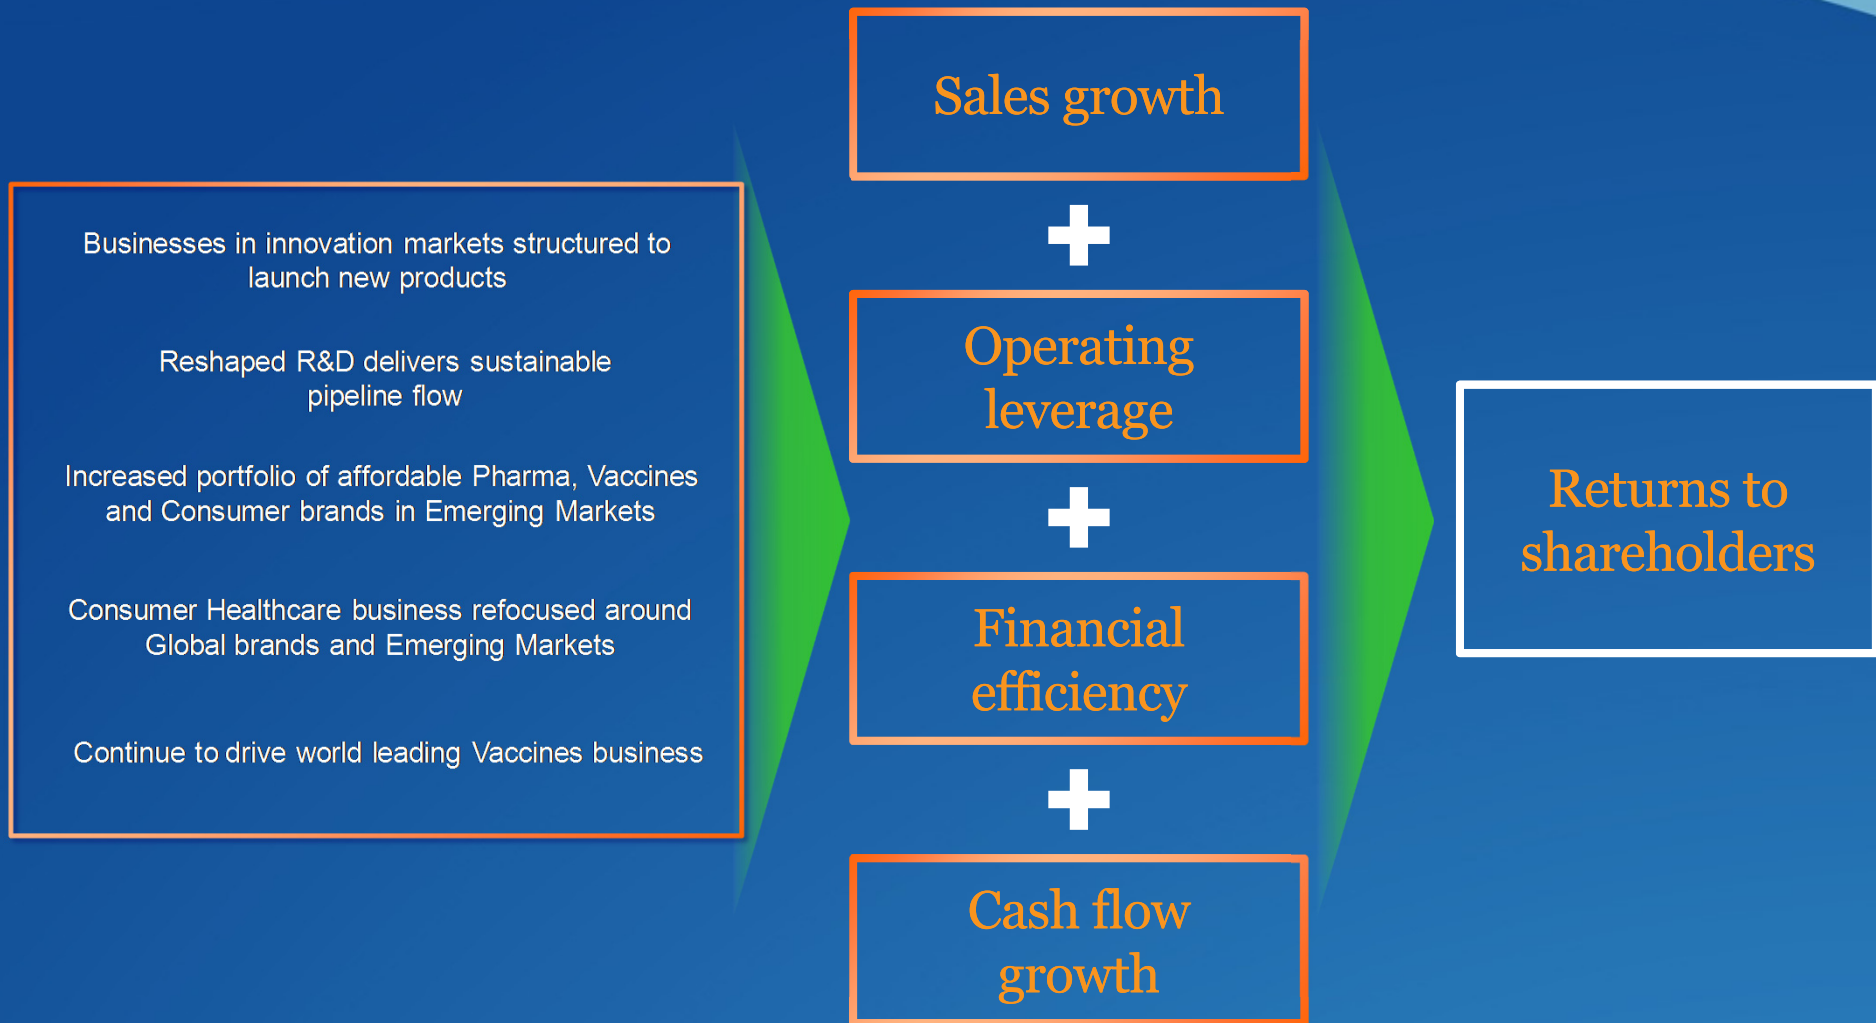 Businesses in innovation markets structured to
launch new products
Reshaped R&D delivers sustainable
pipeline flow
Increased portfolio of affordable Pharma, Vaccines
and Consumer brands in Emerging Markets
Consumer Healthcare business refocused around
Global brands and Emerging Markets
Continue to drive world leading Vaccines business
Sales growth
Operating
leverage
Financial
efficiency
Cash flow
growth
Returns to
shareholders